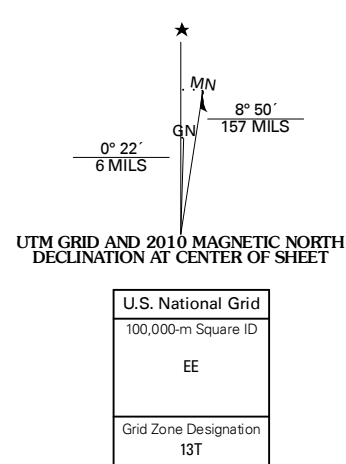 ★
MN
8° 50´
157 MILS
GN
0° 22´
6 MILS
UTM GRID AND 2010 MAGNETIC NORTH
DECLINATION AT CENTER OF SHEET
U.S. National Grid
100,000-m Square ID
EE
Grid Zone Designation
13T